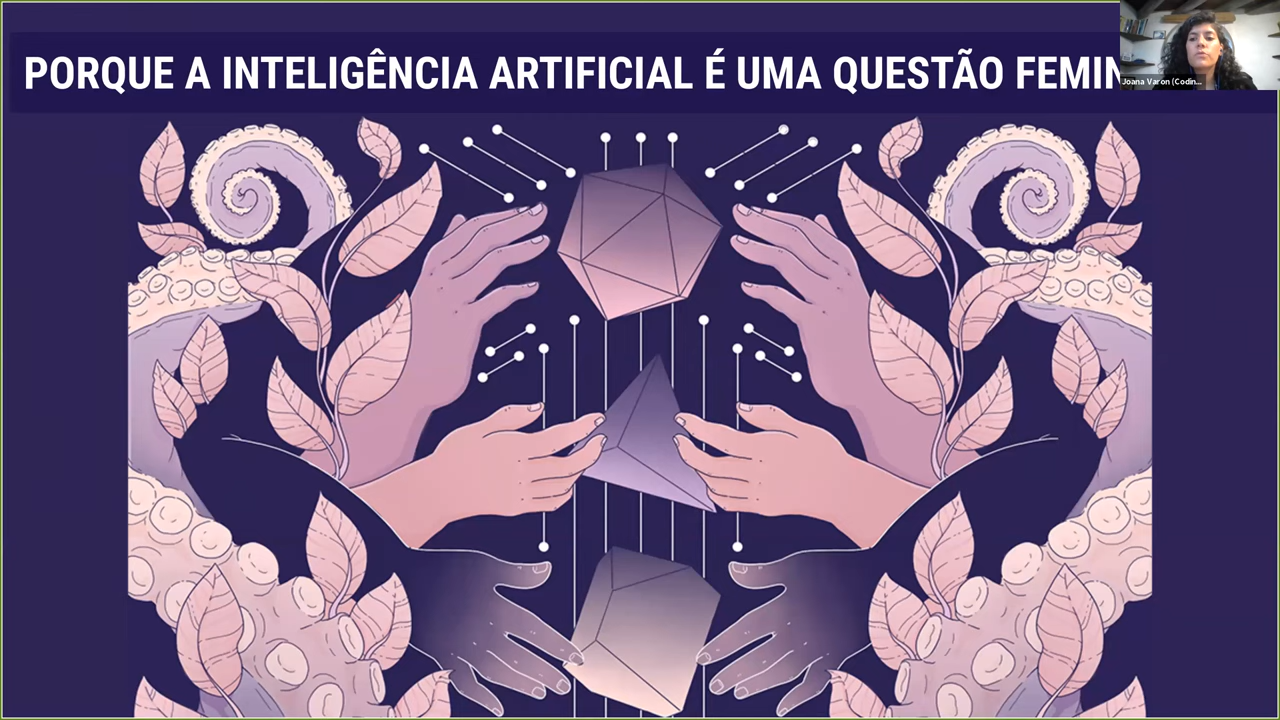 PORQUE A INTELIGÊNCIA ARTIFICIAL É UMA QUESTÃO FEMIN
Joana Varon (Codin...